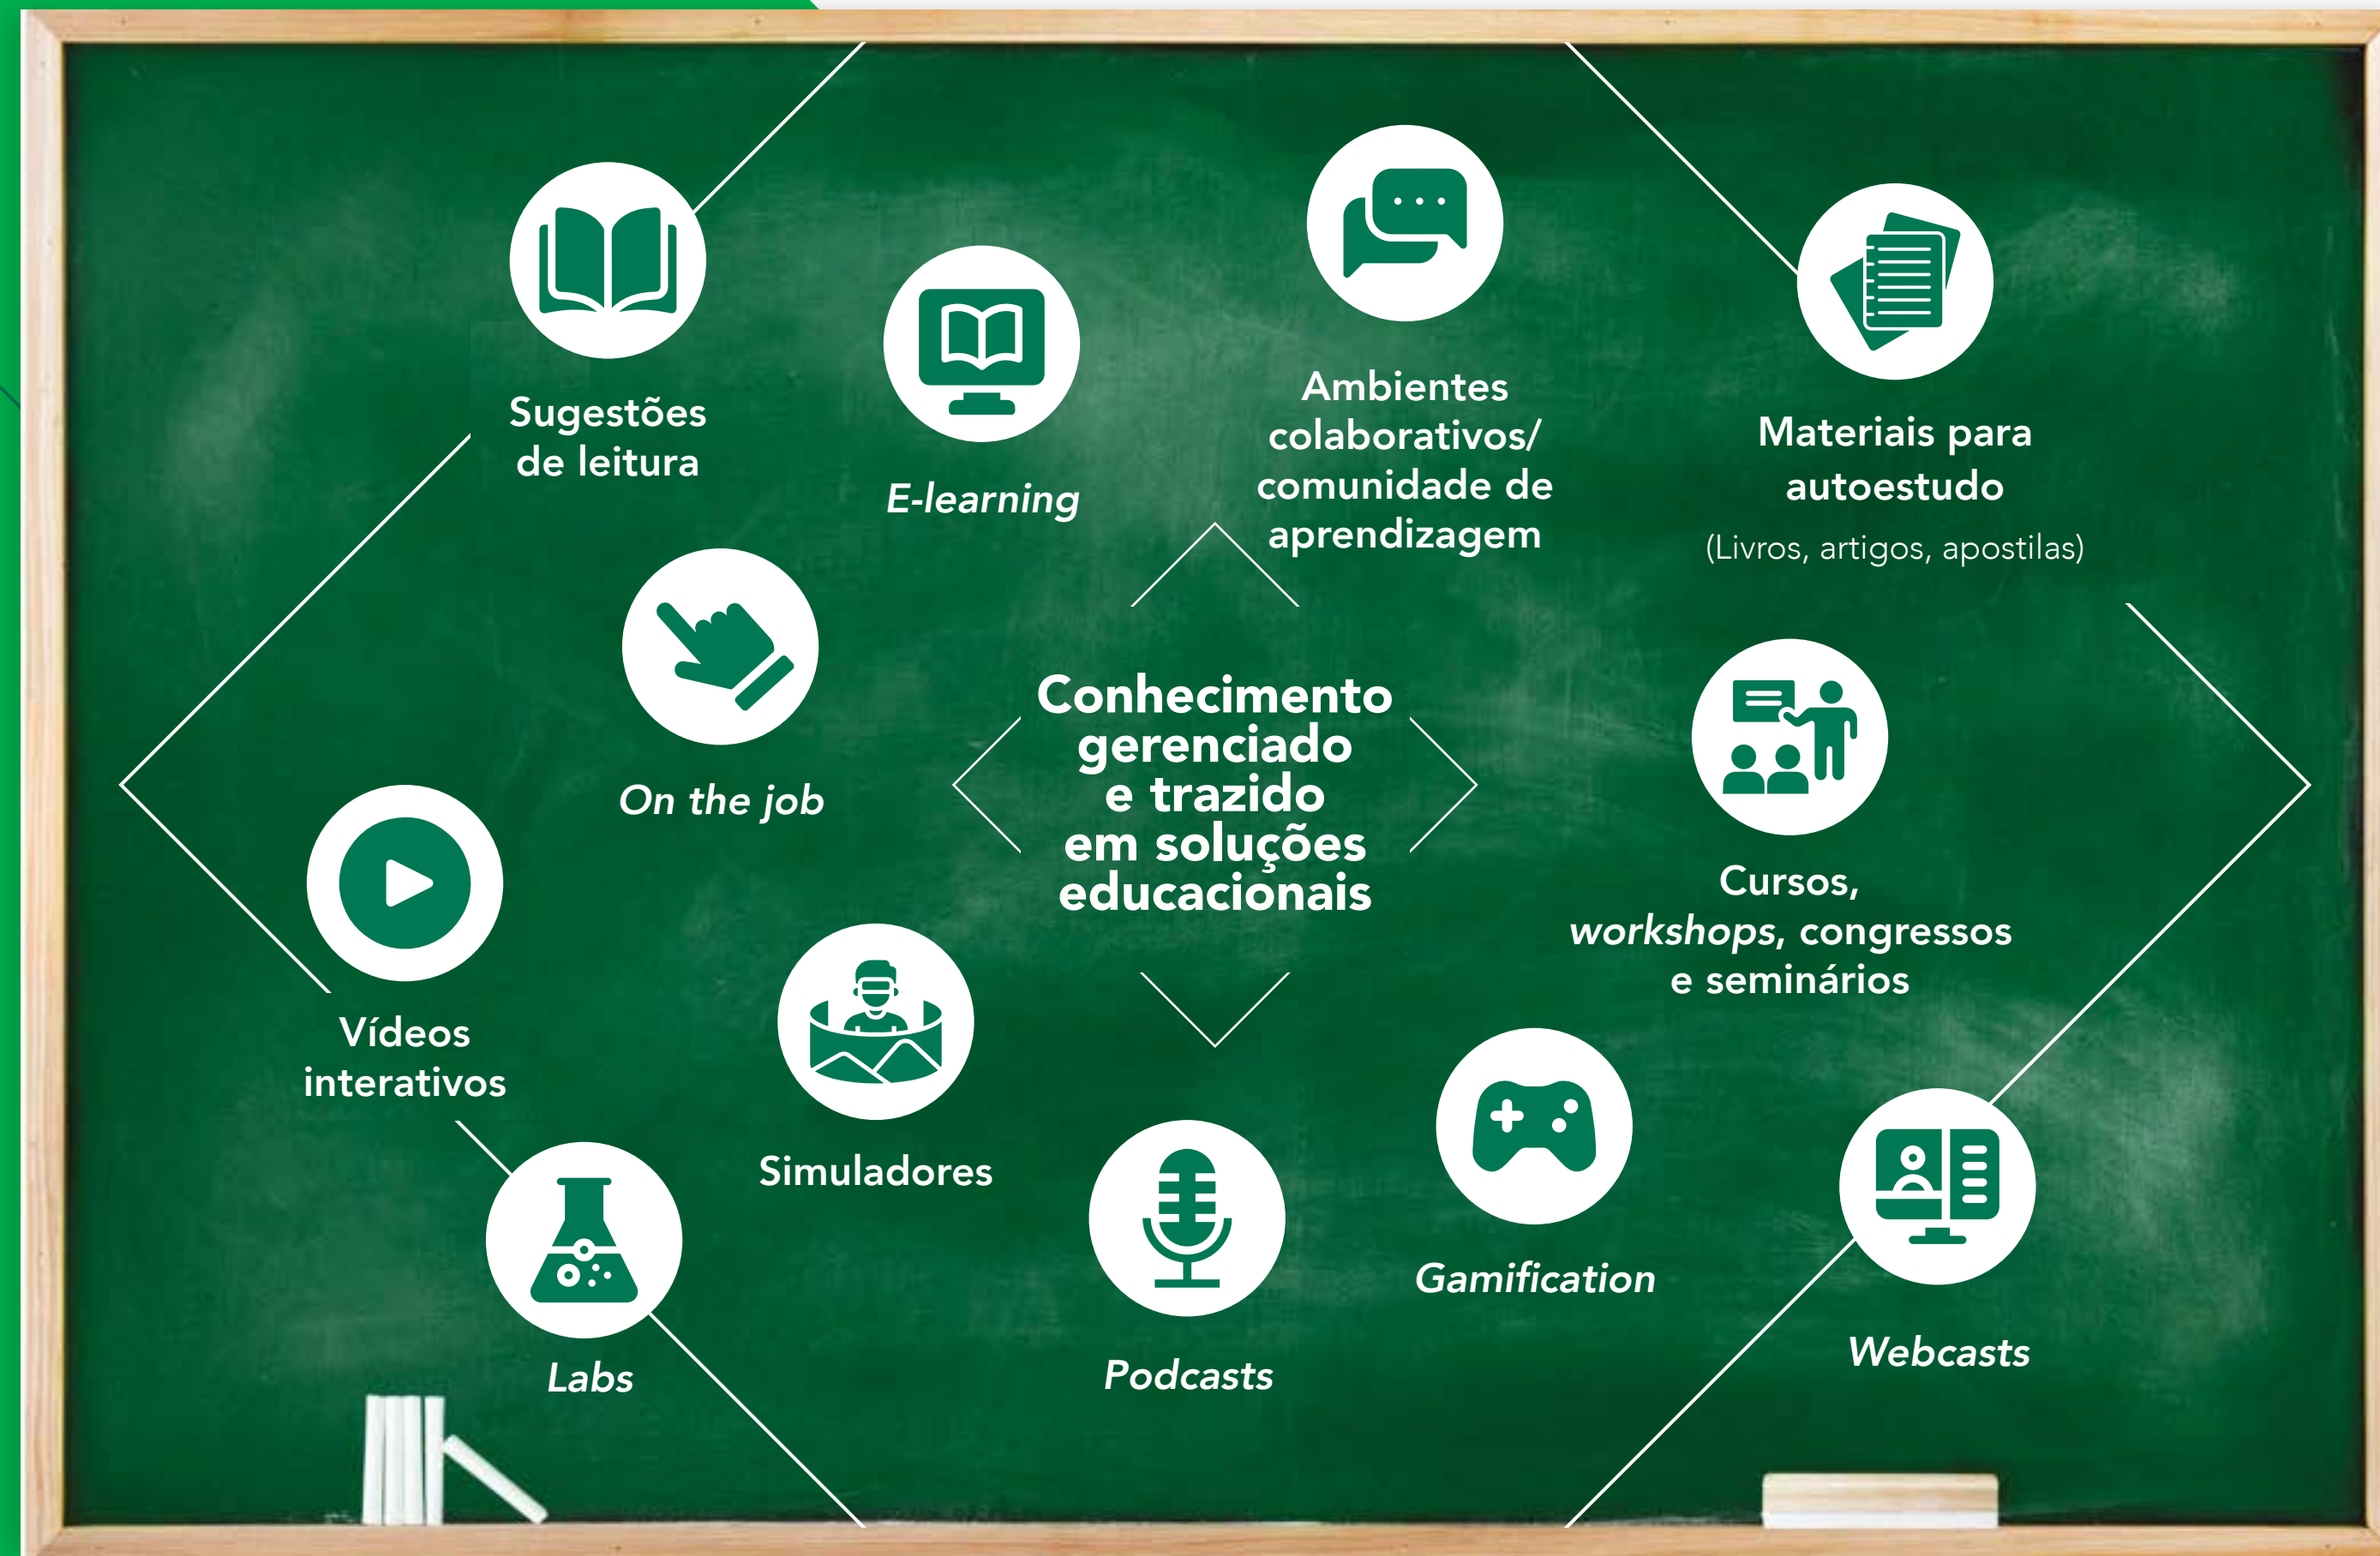 Sugestões
de leitura
E-learning
Ambientes
colaborativos/
comunidade de
aprendizagem
Materiais para
autoestudo
(Livros, artigos, apostilas)
On the job
Conhecimento
gerenciado
e trazido
em soluções
educacionais
Cursos,
workshops, congressos
e seminários
Vídeos
interativos
Simuladores
Labs
Podcasts
Gamification
Webcasts